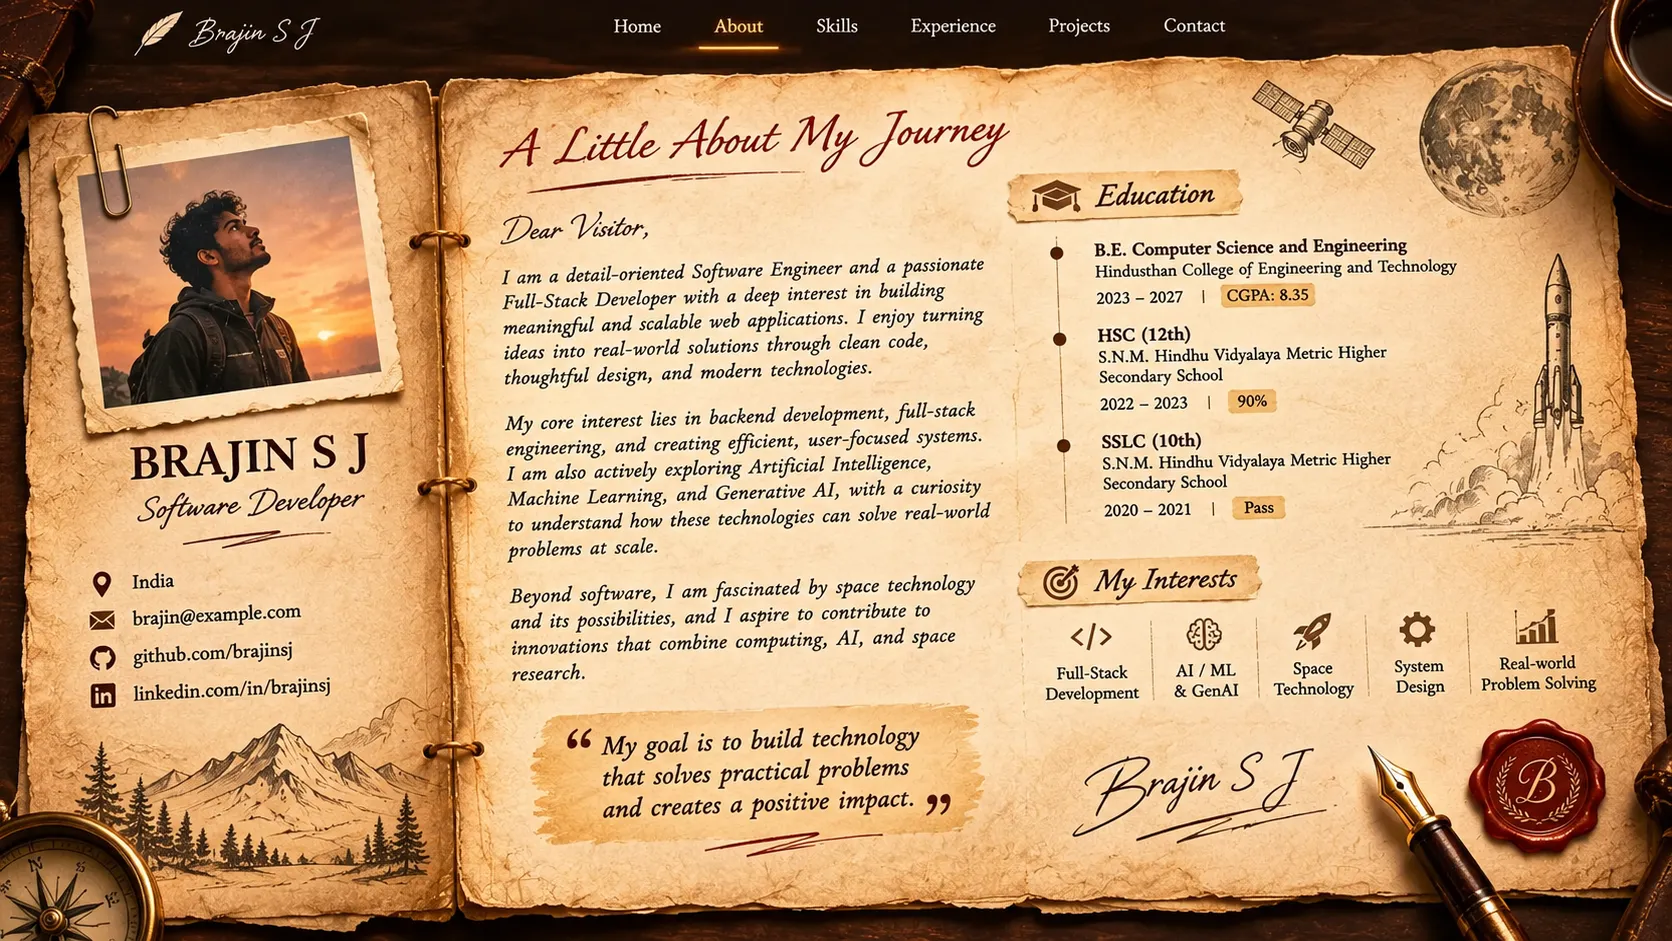 Brajin S J
Home
About
Skills
Experience
Projects
Contact
BRAJIN S J
Software Developer
India
brajin@example.com
github.com/brajinsj
in
linkedin.com/in/brajinsj
N
A Little About My Journey
Dear Visitor,
I am a detail-oriented Software Engineer and a passionate
Full-Stack Developer with a deep interest in building
meaningful and scalable web applications. I enjoy turning
ideas into real-world solutions through clean code,
thoughtful design, and modern technologies.
My core interest lies in backend development, full-stack
engineering, and creating efficient, user-focused systems.
I am also actively exploring Artificial Intelligence,
Machine Learning, and Generative AI, with a curiosity
to understand how these technologies can solve real-world
problems at scale.
Beyond software, I am fascinated by space technology
and its possibilities, and I aspire to contribute to
innovations that combine computing, AI, and space
research.
“ My goal is to build technology
that solves practical problems
and creates a positive impact. ”
Education
B.E. Computer Science and Engineering
Hindusthan College of Engineering and Technology
2023 – 2027 | CGPA: 8.35
HSC (12th)
S.N.M. Hindhu Vidyalaya Metric Higher
Secondary School
2022 – 2023 | 90%
SSLC (10th)
S.N.M. Hindhu Vidyalaya Metric Higher
Secondary School
2020 – 2021 | Pass
My Interests
</>
Full-Stack
Development
AI / ML
& GenAI
Space
Technology
System
Design
Real-world
Problem Solving
Brajin S J
B